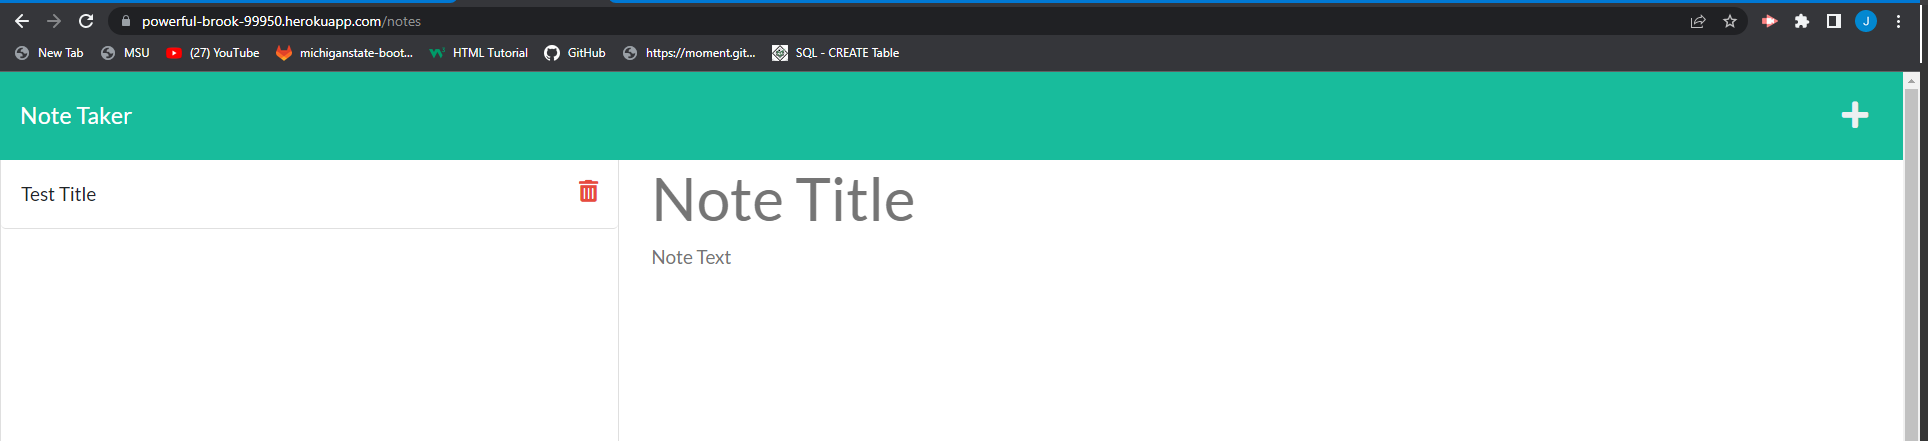 powerful-brook-99950.herokuapp.com/notes
J
New Tab MSU (27) YouTube michiganstate-boot... HTML Tutorial GitHub https://moment.git... SQL - CREATE Table
Note Taker
Test Title
Note Title
Note Text